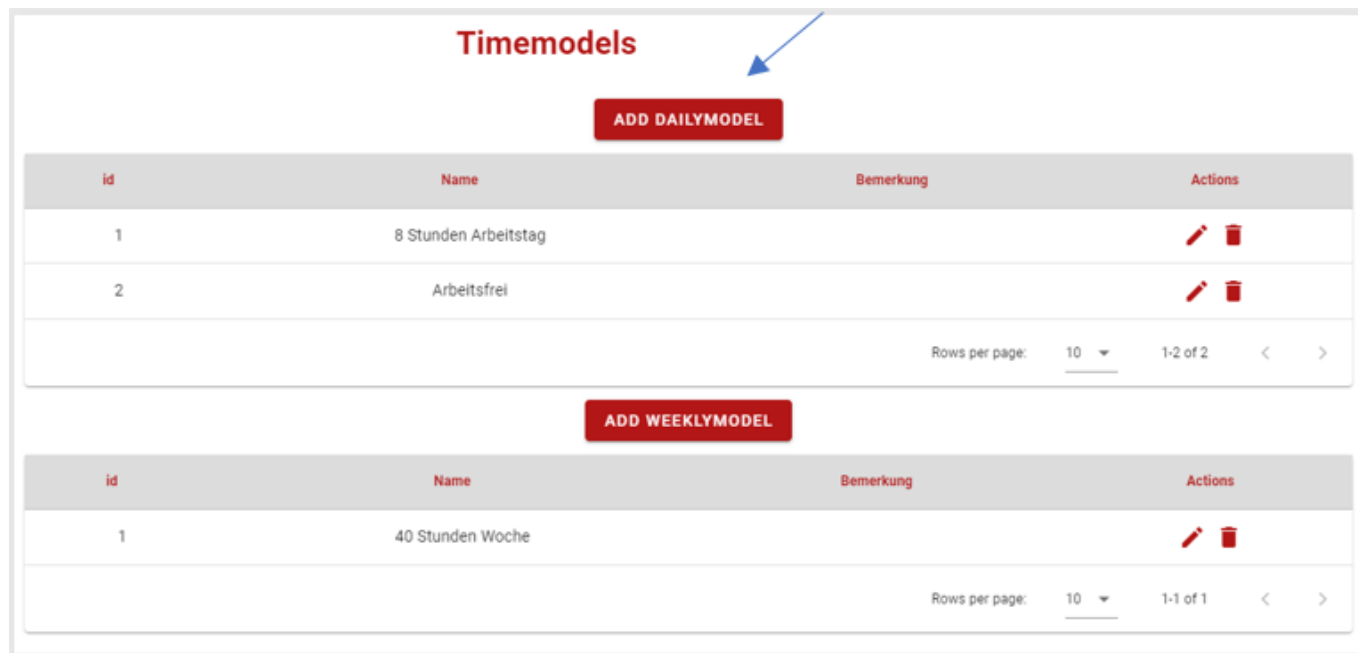 Timemodels
ADD DAILYMODEL
id Name Bemerkung Actions
1 8 Stunden Arbeitstag
2 Arbeitsfrei
Rows per page: 10 1-2 of 2
ADD WEEKLYMODEL
id Name Bemerkung Actions
1 40 Stunden Woche
Rows per page: 10 1-1 of 1